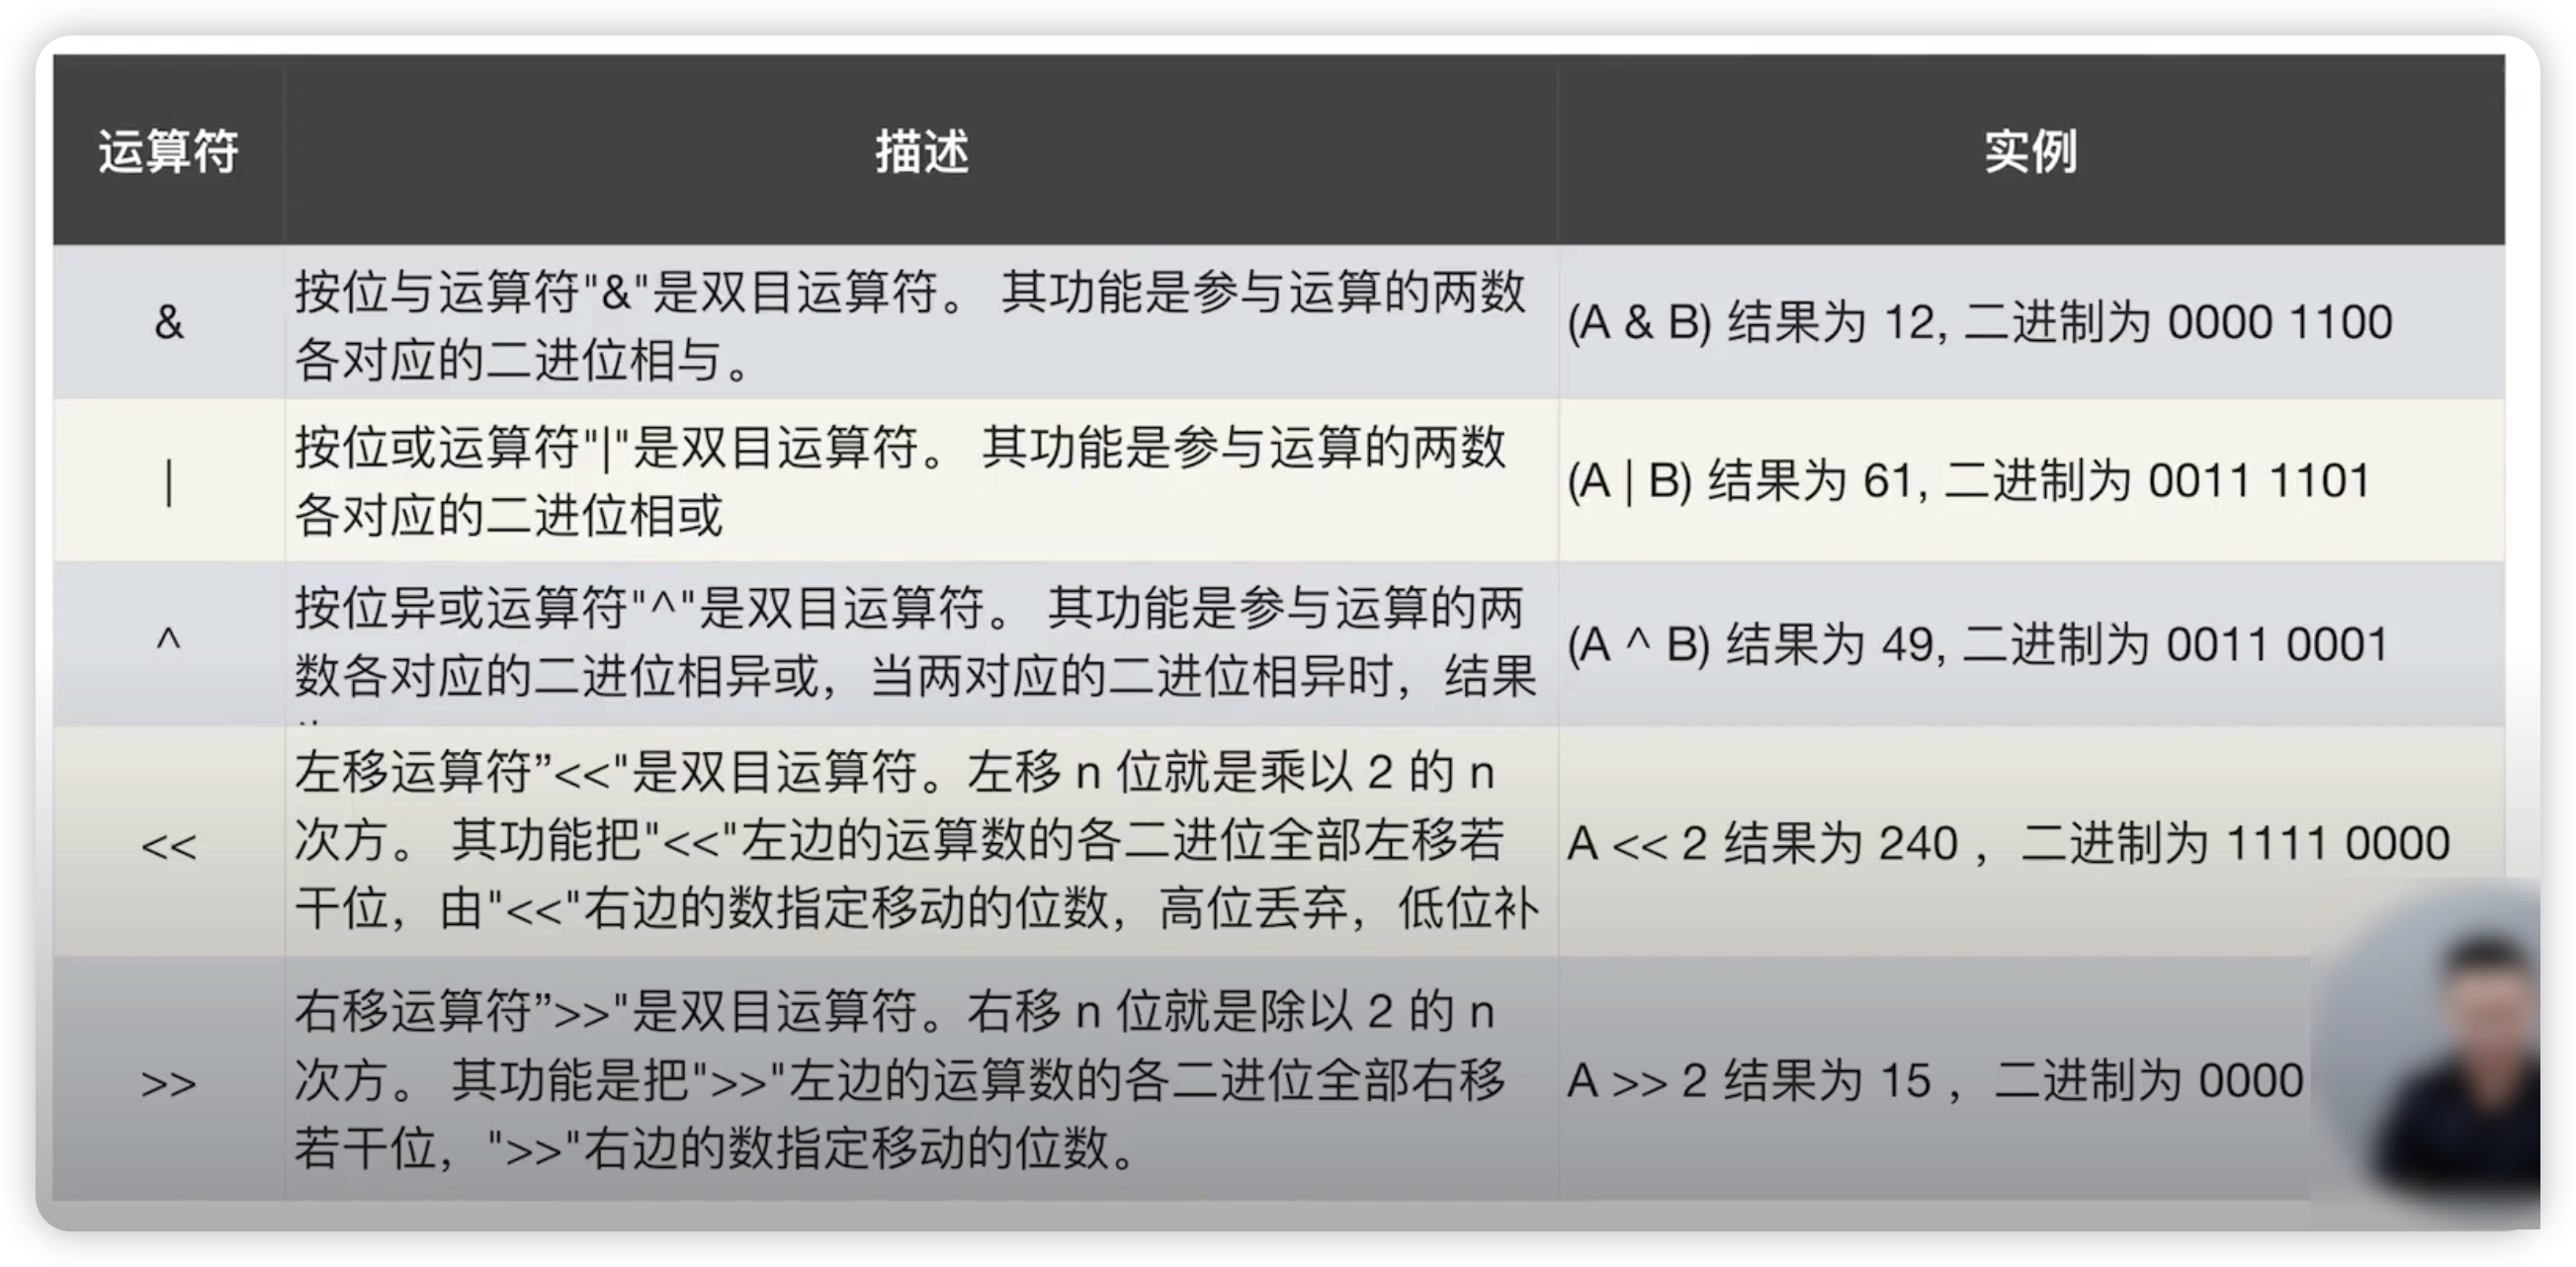 运算符 描述 实例
& 按位与运算符"&"是双目运算符。 其功能是参与运算的两数
各对应的二进位相与。
(A & B) 结果为 12, 二进制为 0000 1100
| 按位或运算符"|"是双目运算符。 其功能是参与运算的两数
各对应的二进位相或
(A | B) 结果为 61, 二进制为 0011 1101
^ 按位异或运算符"^"是双目运算符。 其功能是参与运算的两
数各对应的二进位相异或，当两对应的二进位相异时，结果
(A ^ B) 结果为 49, 二进制为 0011 0001
<< 左移运算符”<<"是双目运算符。左移 n 位就是乘以 2 的 n
次方。 其功能把"<<"左边的运算数的各二进位全部左移若
干位，由"<<"右边的数指定移动的位数，高位丢弃，低位补
A << 2 结果为 240 ，二进制为 1111 0000
>> 右移运算符”>>"是双目运算符。右移 n 位就是除以 2 的 n
次方。 其功能是把">>"左边的运算数的各二进位全部右移
若干位，">>"右边的数指定移动的位数。
A >> 2 结果为 15 ，二进制为 0000